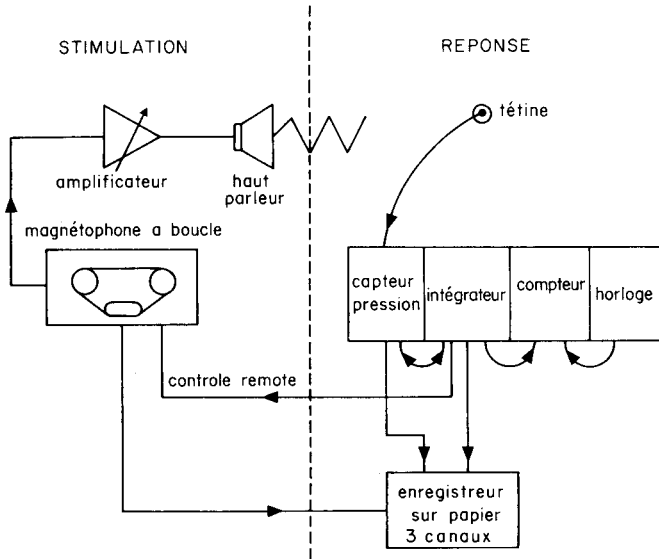 STIMULATION
REPONSE
tétine
amplificateur
haut
parleur
magnétophone a boucle
capteur
pression
intégrateur
compteur
horloge
controle remote
enregistreur
sur papier
3 canaux